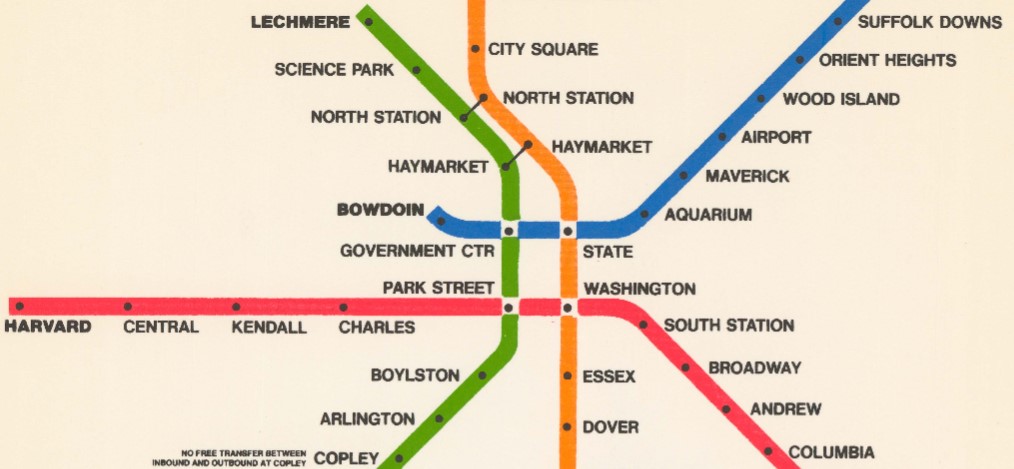 LECHMERE
SUFFOLK DOWNS
CITY SQUARE
ORIENT HEIGHTS
SCIENCE PARK
NORTH STATION
WOOD ISLAND
NORTH STATION
AIRPORT
HAYMARKET
HAYMARKET
MAVERICK
BOWDOIN
AQUARIUM
GOVERNMENT CTR
STATE
PARK STREET
WASHINGTON
HARVARD
CENTRAL
KENDALL
CHARLES
SOUTH STATION
BROADWAY
BOYLSTON
ESSEX
ANDREW
ARLINGTON
DOVER
COLUMBIA
NO FREE TRANSFER BETWEEN
INBOUND AND OUTBOUND AT COPLEY
COPLEY